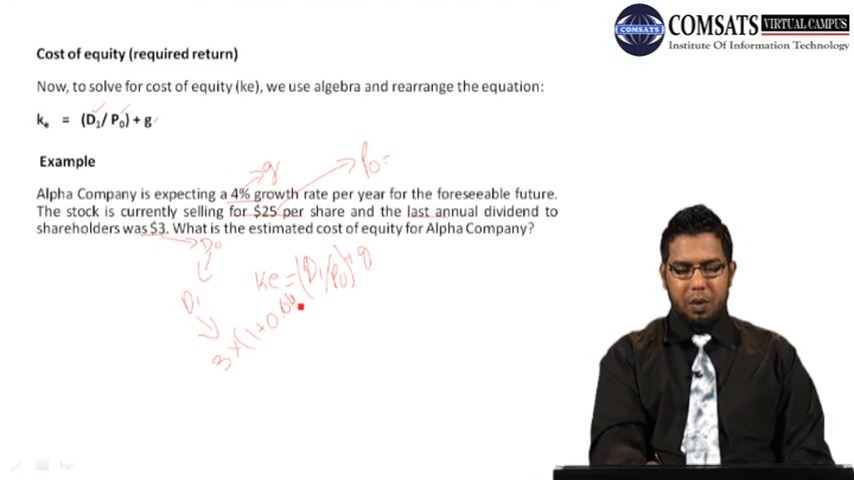 COMSATS VIRTUAL CAMPUS
COMSATS
Institute Of Information Technology
Cost of equity (required return)
Now, to solve for cost of equity (ke), we use algebra and rearrange the equation:
kₑ = (D₁/ P₀) + g
Example
g
P0=
Alpha Company is expecting a 4% growth rate per year for the foreseeable future.
The stock is currently selling for $25 per share and the last annual dividend to
shareholders was $3. What is the estimated cost of equity for Alpha Company?
D0
Ke = (D1/P0) + g
D1
3×(1+0